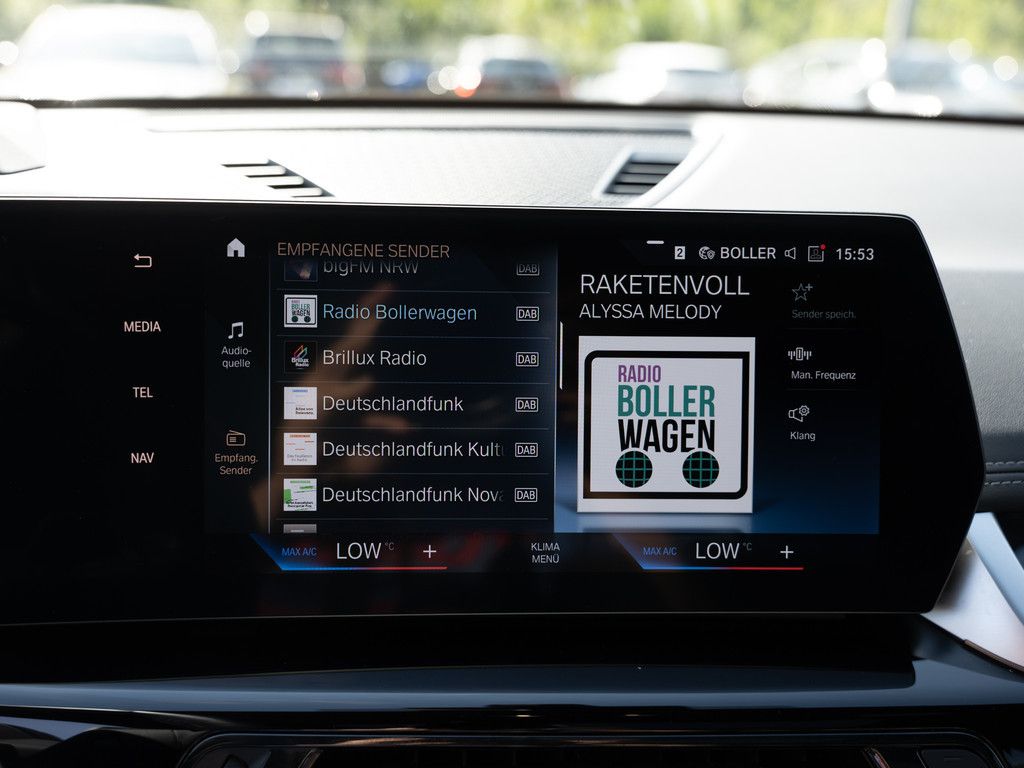 MEDIA
TEL
NAV
Audio-
quelle
Empfang.
Sender
EMPFANGENE SENDER
bigFM NRW DAB
Radio Bollerwagen DAB
Brillux Radio DAB
Deutschlandfunk DAB
Deutschlandfunk Kult DAB
Deutschlandfunk Nova DAB
2 BOLLER 15:53
RAKETENVOLL
ALYSSA MELODY
RADIO
BOLLER
WAGEN
Sender speich.
Man. Frequenz
Klang
MAX A/C LOW °C +
KLIMA
MENÜ
MAX A/C LOW °C +